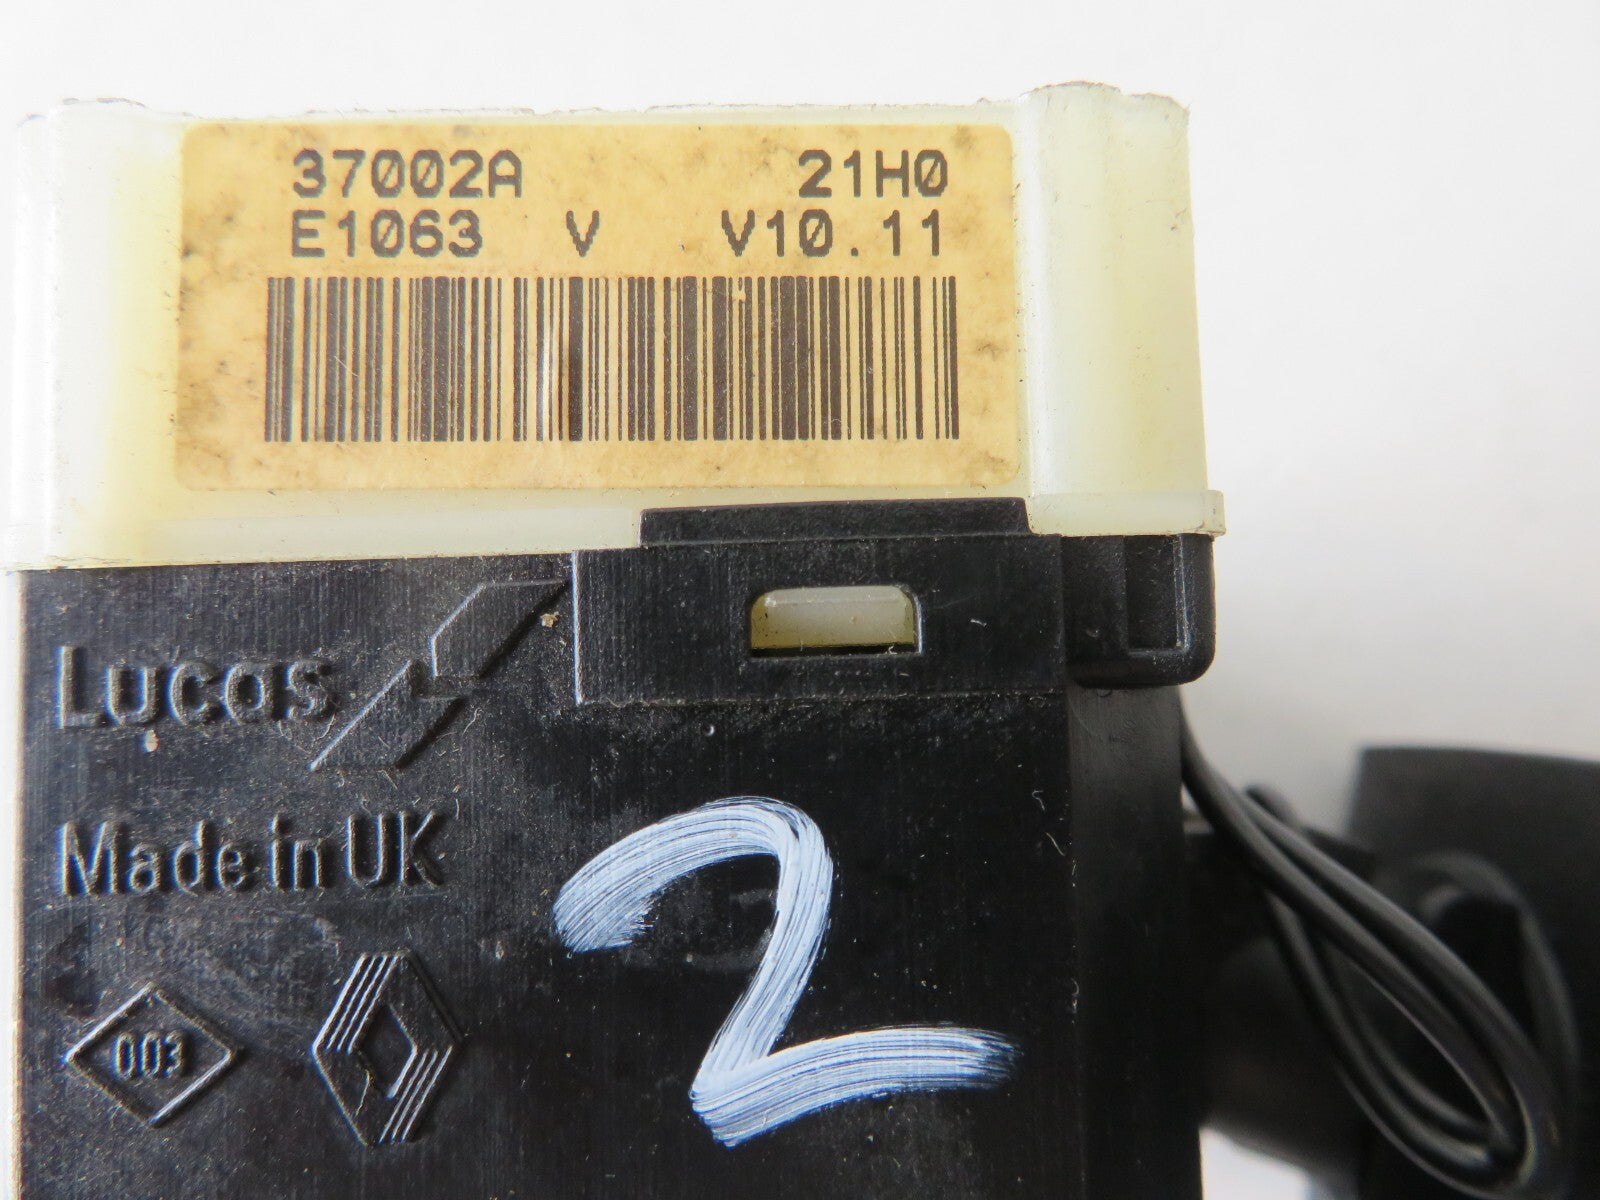 37002A 21H0
E1063 V V10.11
Lucas
Made in UK
003
2